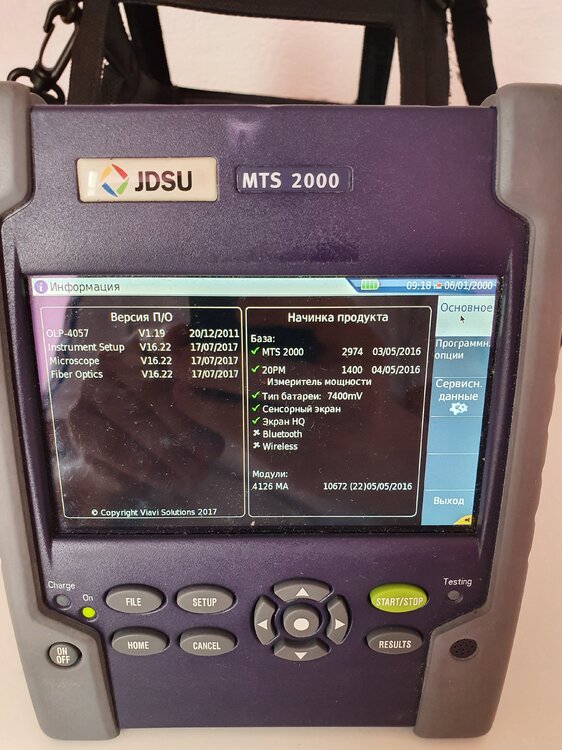 JDSU
MTS 2000
Информация
09:18 06/01/2000
Версия П/О
OLP-4057 V1.19 20/12/2011
Instrument Setup V16.22 17/07/2017
Microscope V16.22 17/07/2017
Fiber Optics V16.22 17/07/2017
© Copyright Viavi Solutions 2017
Начинка продукта
База:
MTS 2000 2974 03/05/2016
20PM 1400 04/05/2016
Измеритель мощности
Тип батареи: 7400mV
Сенсорный экран
Экран HQ
Bluetooth
Wireless
Модули:
4126 MA 10672 (22)05/05/2016
Основное
Программн.
опции
Сервисн.
данные
Выход
Charge
On
Testing
FILE
SETUP
START/STOP
HOME
CANCEL
RESULTS
ON
OFF